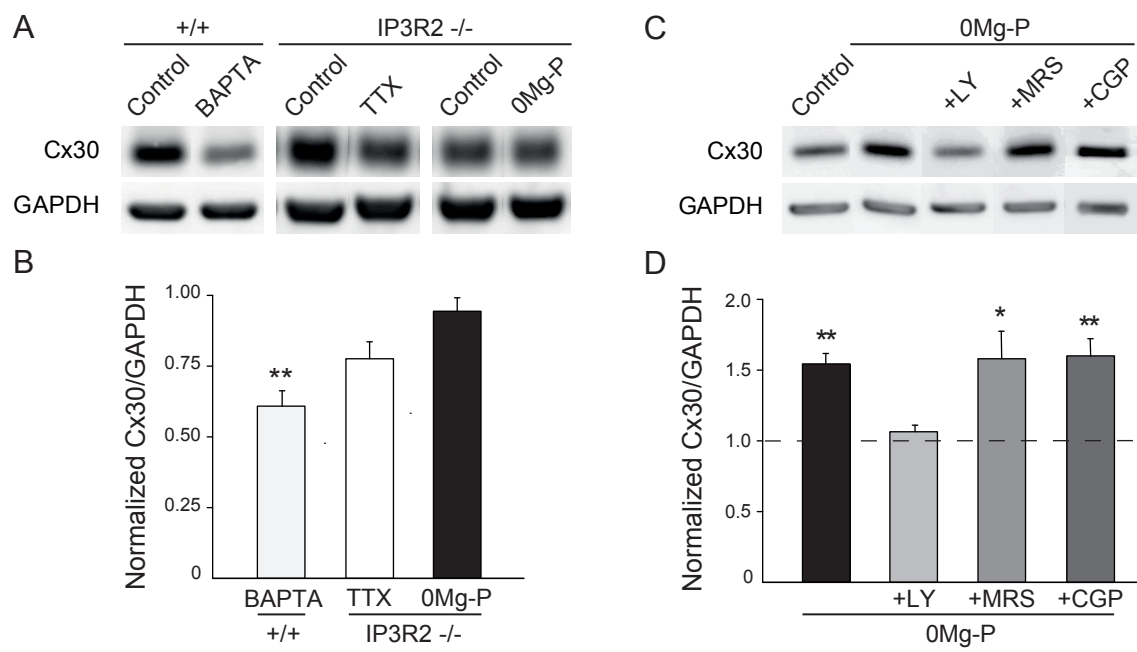 A
+/+
IP3R2 -/-
Control
BAPTA
Control
TTX
Control
0Mg-P
Cx30
GAPDH
B
Normalized Cx30/GAPDH
1.00
0.75
0.50
0.25
0
**
BAPTA
TTX
0Mg-P
+/+
IP3R2 -/-
C
0Mg-P
Control
+LY
+MRS
+CGP
Cx30
GAPDH
D
Normalized Cx30/GAPDH
2.0
1.5
1.0
0.5
0
**
*
**
+LY
+MRS
+CGP
0Mg-P